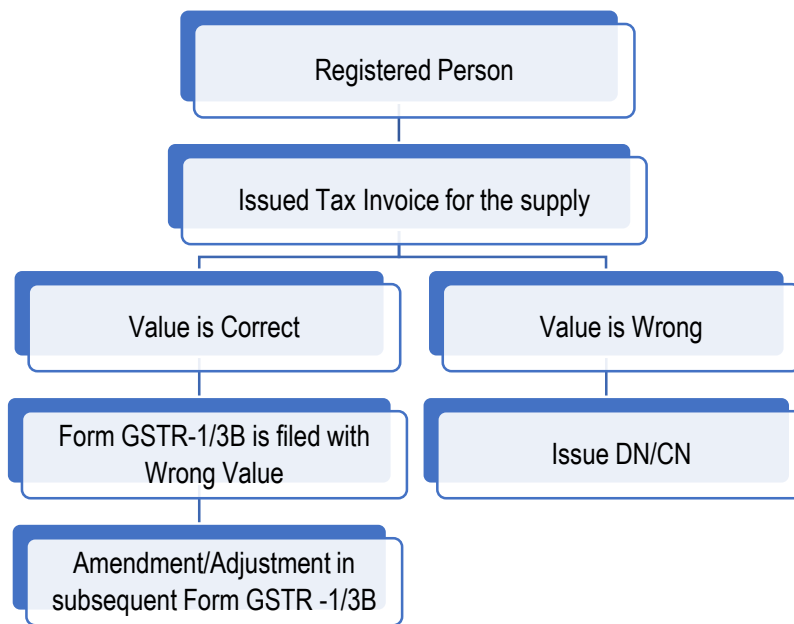 Registered Person
Issued Tax Invoice for the supply
Value is Correct
Value is Wrong
Form GSTR-1/3B is filed with
Wrong Value
Issue DN/CN
Amendment/Adjustment in
subsequent Form GSTR -1/3B